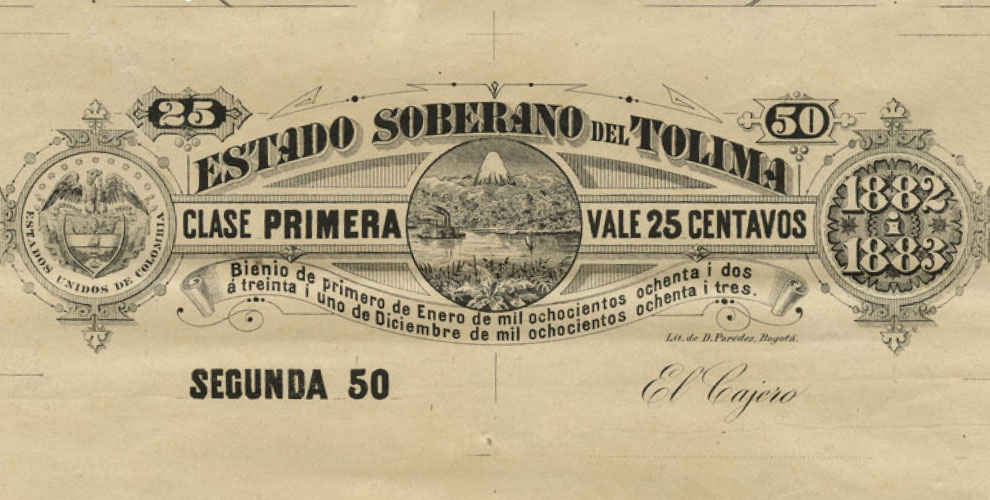 25
50
ESTADO SOBERANO DEL TOLIMA
ESTADOS UNIDOS DE COLOMBIA
CLASE PRIMERA
VALE 25 CENTAVOS
1882
i
1883
Bienio de primero de Enero de mil ochocientos ochenta i dos
á treinta i uno de Diciembre de mil ochocientos ochenta i tres.
Lit. de D. Paredes, Bogotá.
SEGUNDA 50
El Cajero